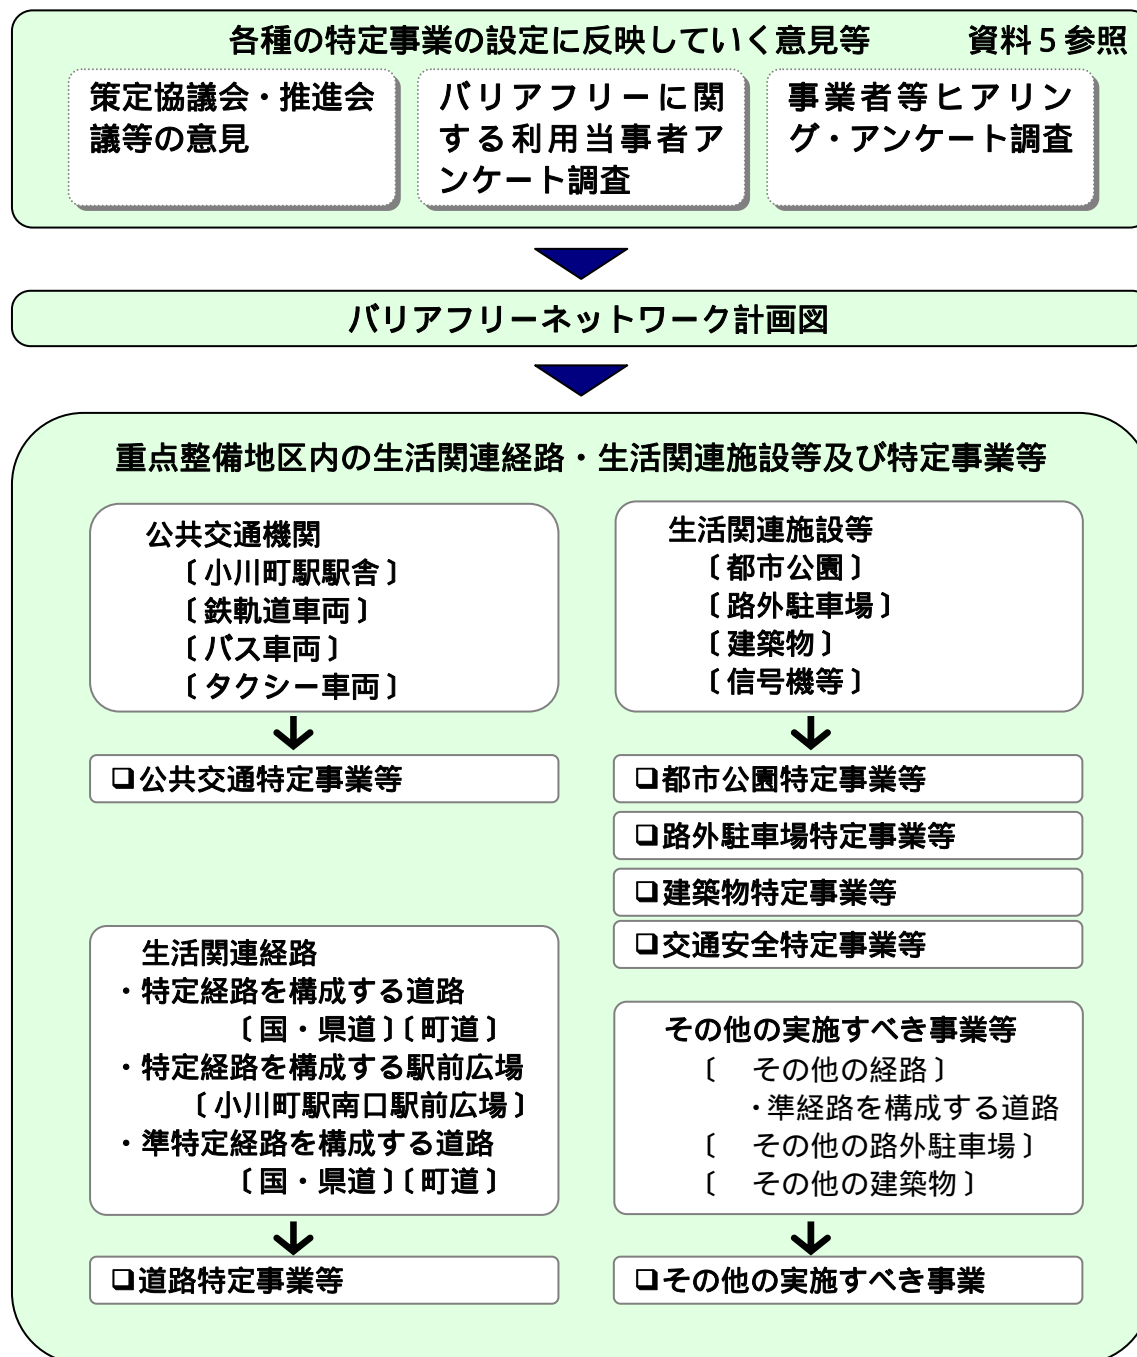 各種の特定事業の設定に反映していく意見等 資料5参照
策定協議会・推進会
議等の意見
バリアフリーに関
する利用当事者ア
ンケート調査
事業者等ヒアリン
グ・アンケート調査
バリアフリーネットワーク計画図
重点整備地区内の生活関連経路・生活関連施設等及び特定事業等
公共交通機関
〔小川町駅駅舎〕
〔鉄軌道車両〕
〔バス車両〕
〔タクシー車両〕
❑公共交通特定事業等
生活関連経路
・特定経路を構成する道路
〔国・県道〕〔町道〕
・特定経路を構成する駅前広場
〔小川町駅南口駅前広場〕
・準特定経路を構成する道路
〔国・県道〕〔町道〕
❑道路特定事業等
生活関連施設等
〔都市公園〕
〔路外駐車場〕
〔建築物〕
〔信号機等〕
❑都市公園特定事業等
❑路外駐車場特定事業等
❑建築物特定事業等
❑交通安全特定事業等
その他の実施すべき事業等
〔 その他の経路〕
・準経路を構成する道路
〔 その他の路外駐車場〕
〔 その他の建築物〕
❑その他の実施すべき事業